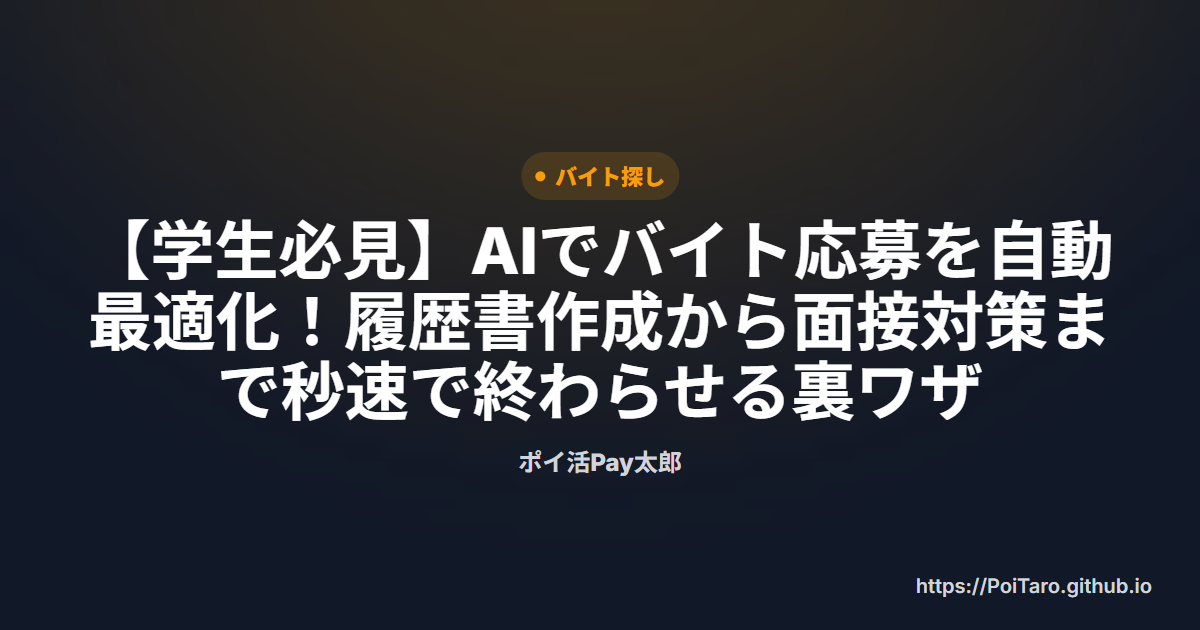 バイト探し
【学生必見】AIでバイト応募を自動
最適化！履歴書作成から面接対策ま
で秒速で終わらせる裏ワザ
ポイ活Pay太郎
https://PoiTaro.github.io